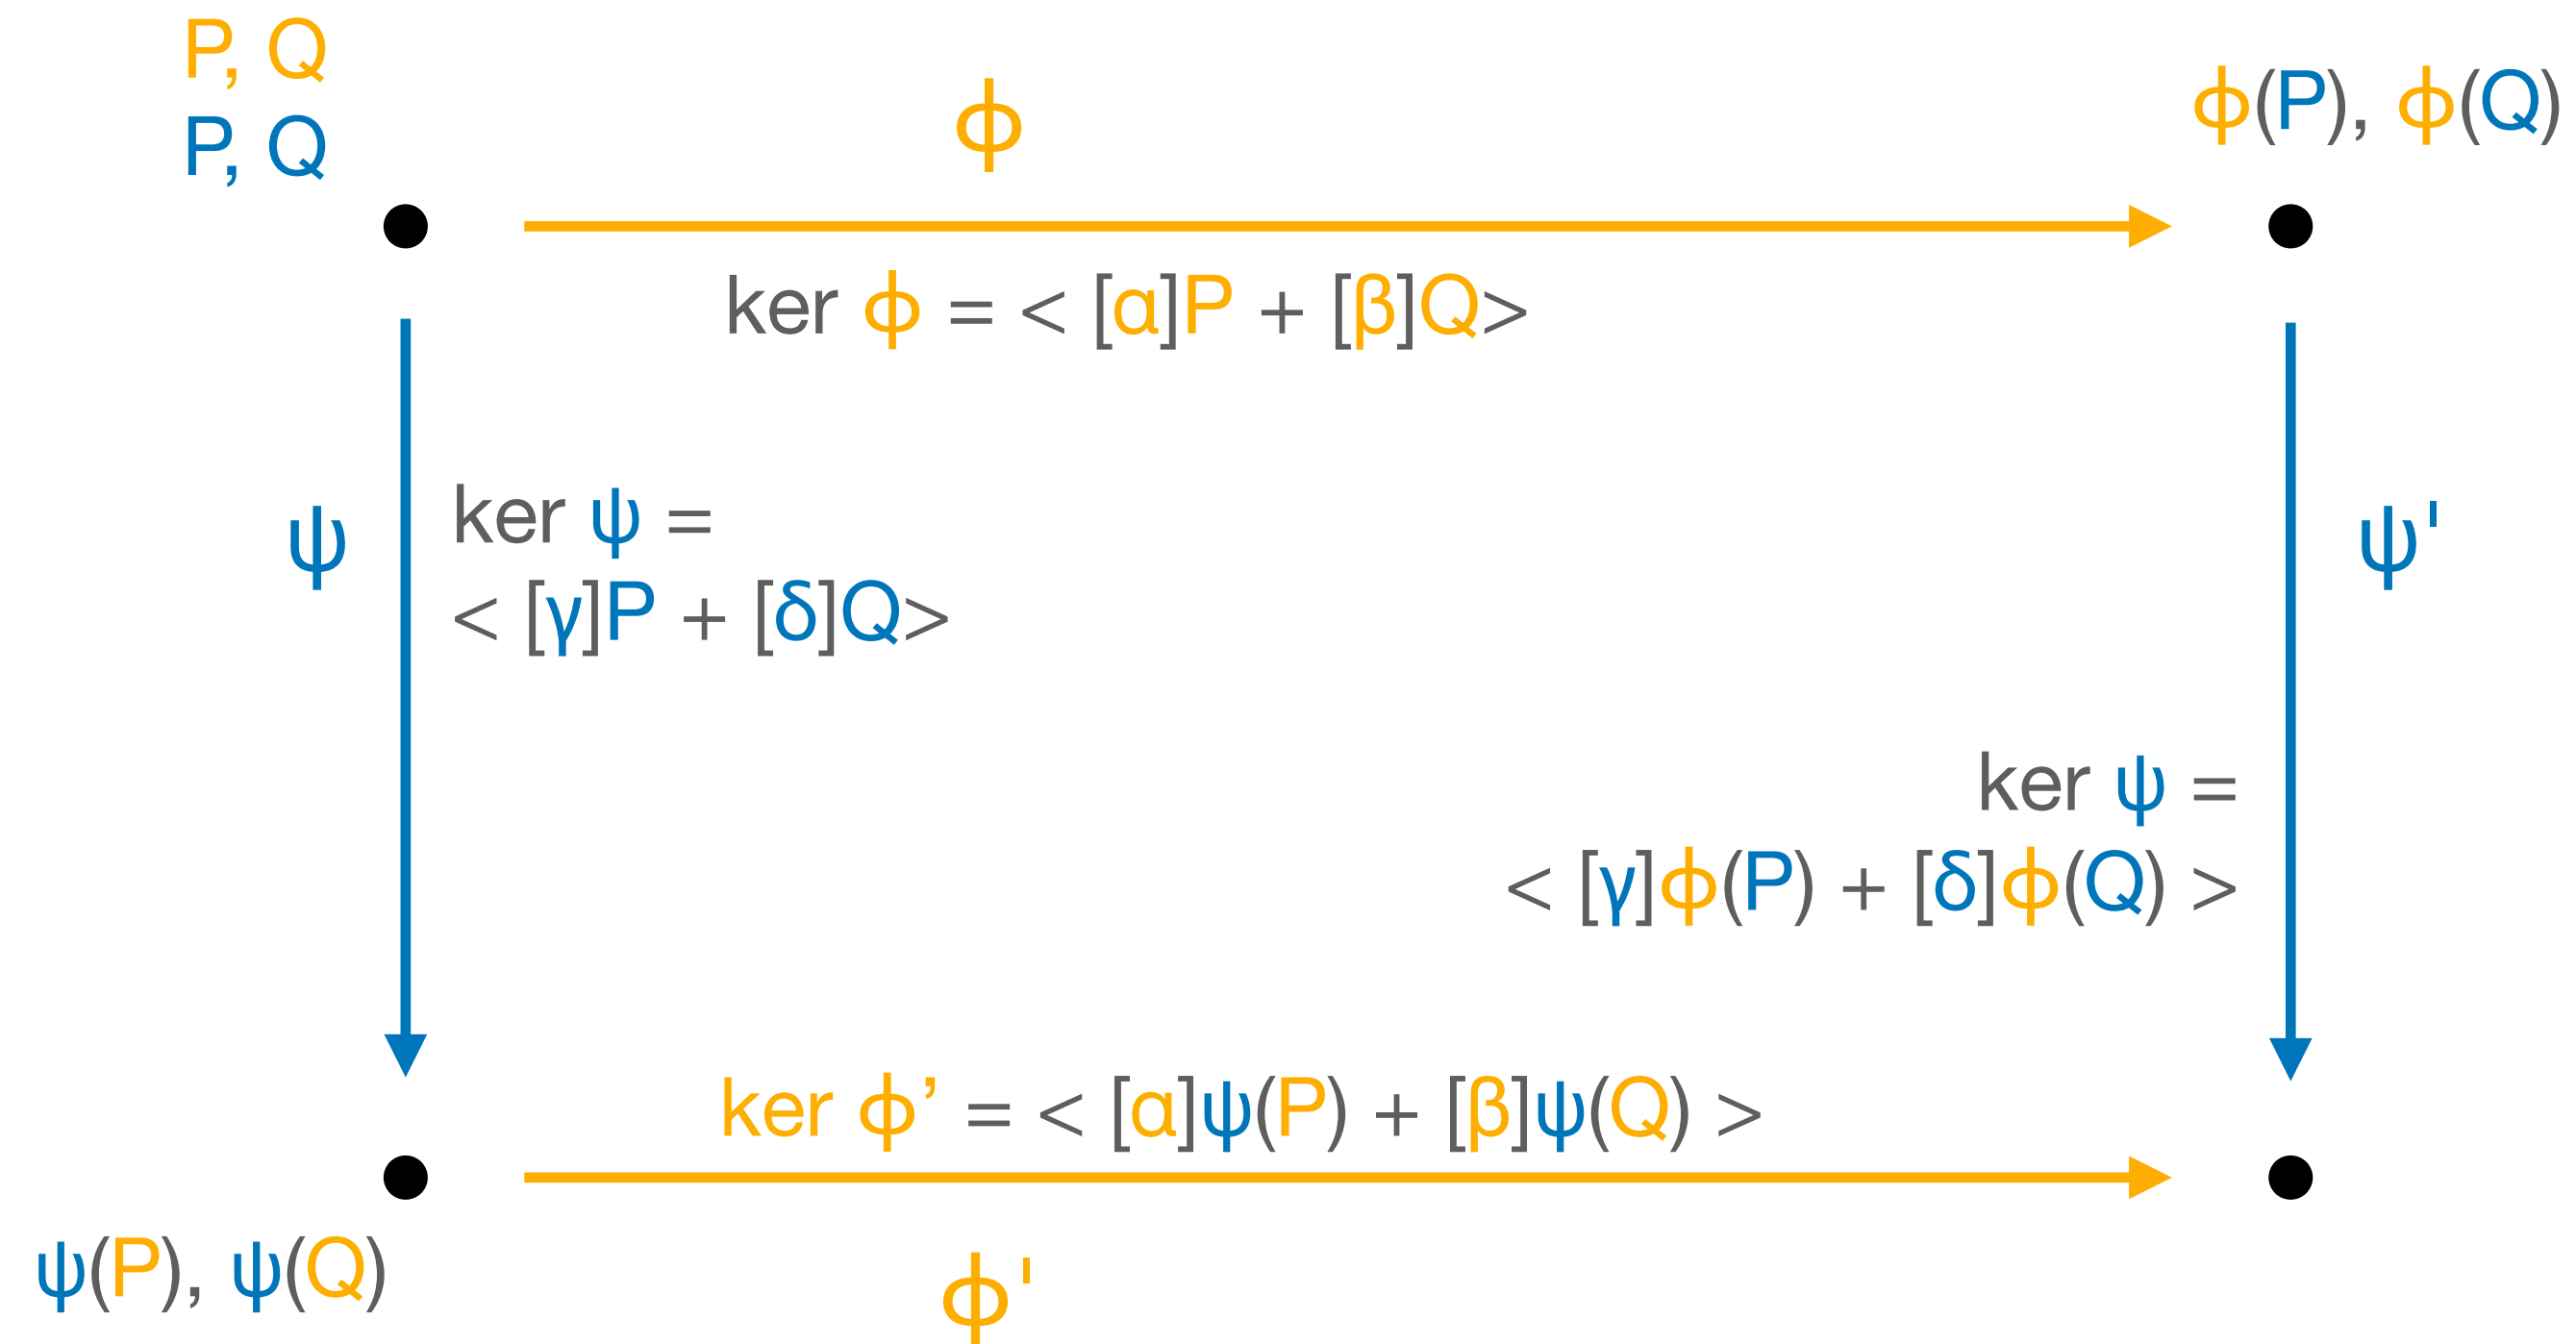 P, Q
P, Q
ϕ
ϕ(P), ϕ(Q)
ker ϕ = < [α]P + [β]Q>
ψ
ker ψ =
< [γ]P + [δ]Q>
ψ'
ker ψ =
< [γ]ϕ(P) + [δ]ϕ(Q) >
ker ϕ’ = < [α]ψ(P) + [β]ψ(Q) >
ψ(P), ψ(Q)
ϕ'